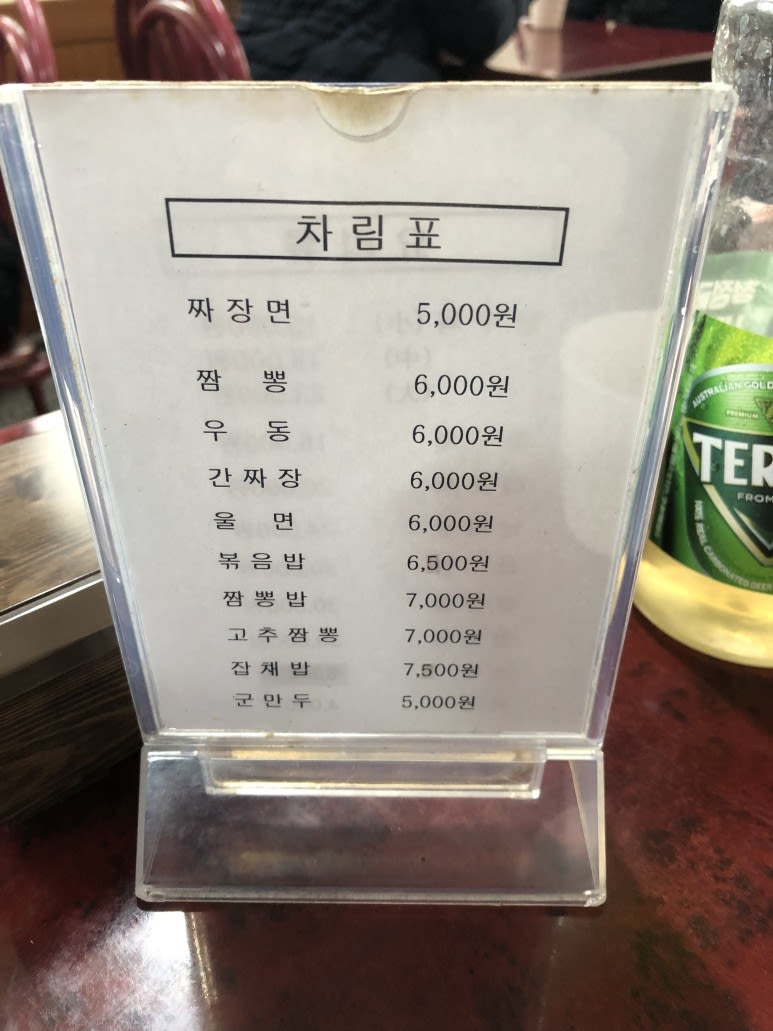 차림표
짜장면 5,000원
짬뽕 6,000원
우동 6,000원
간짜장 6,000원
울면 6,000원
볶음밥 6,500원
짬뽕밥 7,000원
고추짬뽕 7,000원
잡채밥 7,500원
군만두 5,000원
AUSTRALIAN GOLD
PREMIUM
TER
FROM